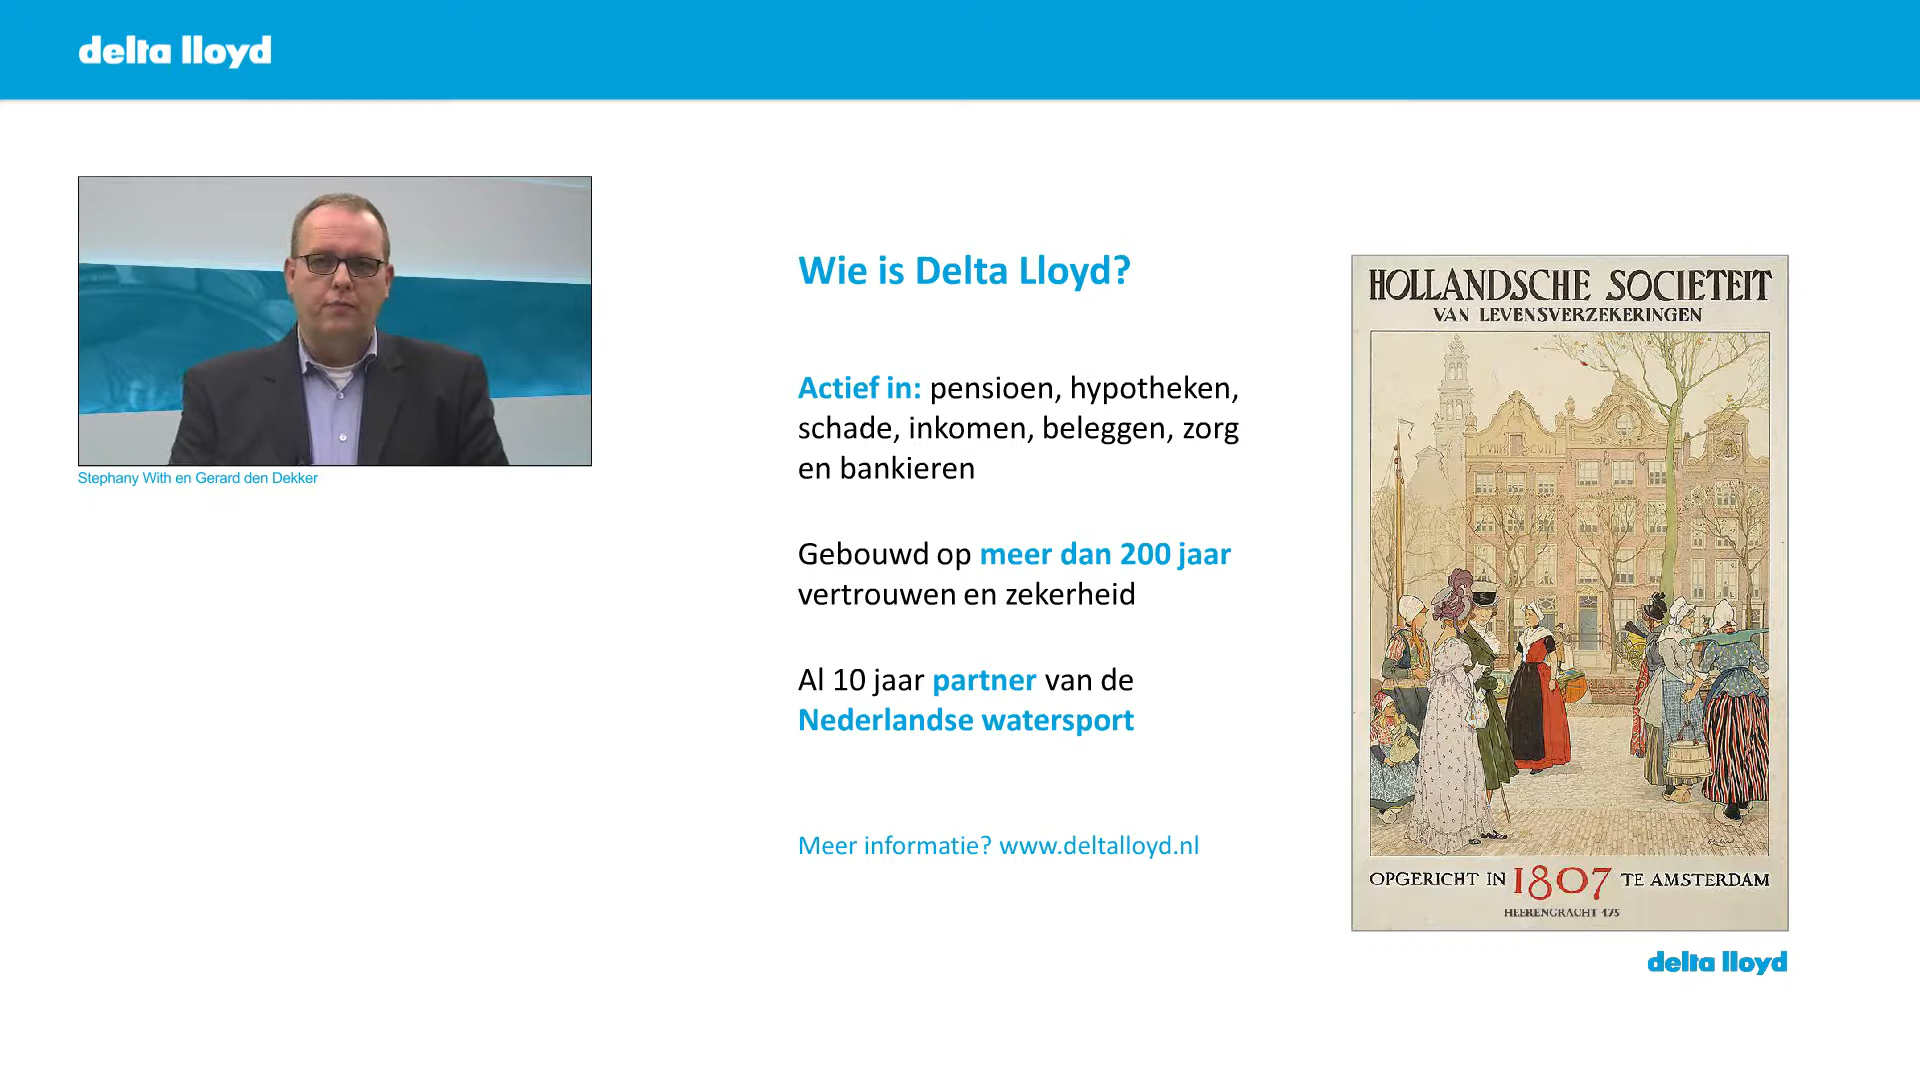 delta lloyd
Stephany With en Gerard den Dekker
Wie is Delta Lloyd?
Actief in: pensioen, hypotheken,
schade, inkomen, beleggen, zorg
en bankieren
Gebouwd op meer dan 200 jaar
vertrouwen en zekerheid
Al 10 jaar partner van de
Nederlandse watersport
Meer informatie? www.deltalloyd.nl
HOLLANDSCHE SOCIETEIT
VAN LEVENSVERZEKERINGEN
OPGERICHT IN 1807 TE AMSTERDAM
HEERENGRACHT 475
delta lloyd